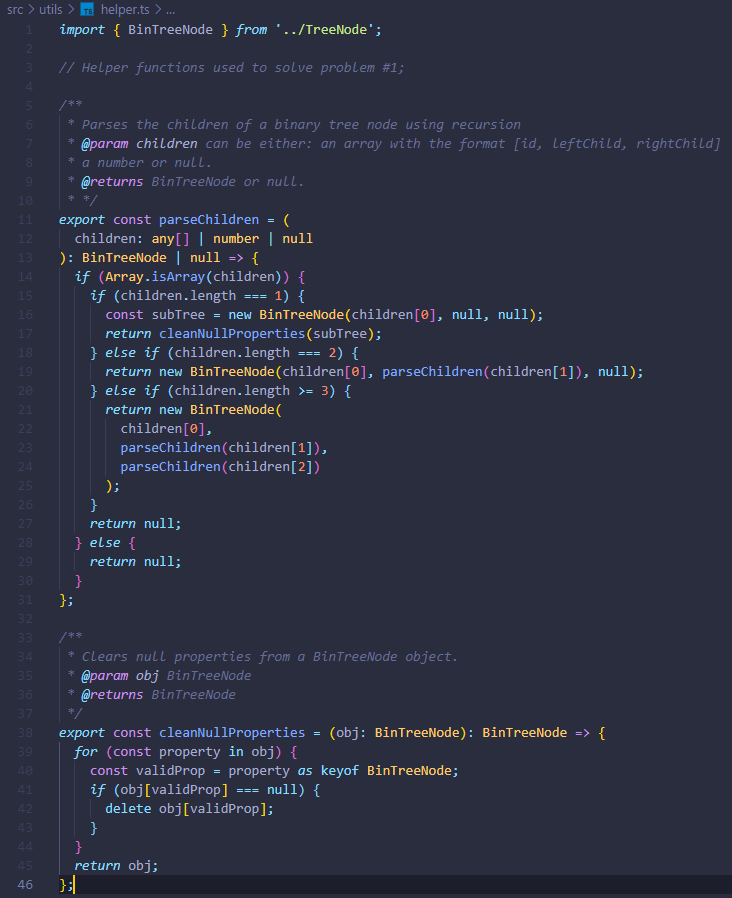 src > utils > TS helper.ts > ...
1 import { BinTreeNode } from '../TreeNode';
2
3 // Helper functions used to solve problem #1;
4
5 /**
6 * Parses the children of a binary tree node using recursion
7 * @param children can be either: an array with the format [id, leftChild, rightChild]
8 * a number or null.
9 * @returns BinTreeNode or null.
10 * */
11 export const parseChildren = (
12 children: any[] | number | null
13 ): BinTreeNode | null => {
14 if (Array.isArray(children)) {
15 if (children.length === 1) {
16 const subTree = new BinTreeNode(children[0], null, null);
17 return cleanNullProperties(subTree);
18 } else if (children.length === 2) {
19 return new BinTreeNode(children[0], parseChildren(children[1]), null);
20 } else if (children.length >= 3) {
21 return new BinTreeNode(
22 children[0],
23 parseChildren(children[1]),
24 parseChildren(children[2])
25 );
26 }
27 return null;
28 } else {
29 return null;
30 }
31 };
32
33 /**
34 * Clears null properties from a BinTreeNode object.
35 * @param obj BinTreeNode
36 * @returns BinTreeNode
37 */
38 export const cleanNullProperties = (obj: BinTreeNode): BinTreeNode => {
39 for (const property in obj) {
40 const validProp = property as keyof BinTreeNode;
41 if (obj[validProp] === null) {
42 delete obj[validProp];
43 }
44 }
45 return obj;
46 };